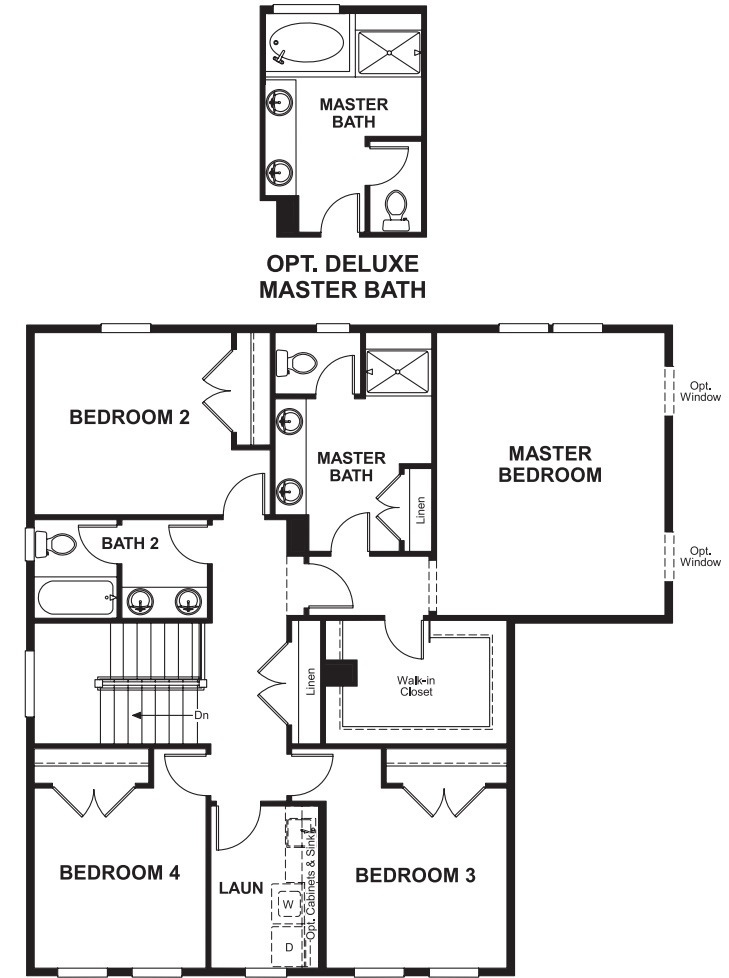 MASTER
BATH
OPT. DELUXE
MASTER BATH
BEDROOM 2
MASTER
BATH
MASTER
BEDROOM
Opt.
Window
Linen
BATH 2
Opt.
Window
Linen
Walk-in
Closet
Dn
BEDROOM 4
LAUN
Opt. Cabinets & Sink
W
D
BEDROOM 3